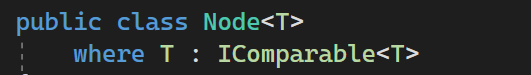 public class Node<T>
where T : IComparable<T>